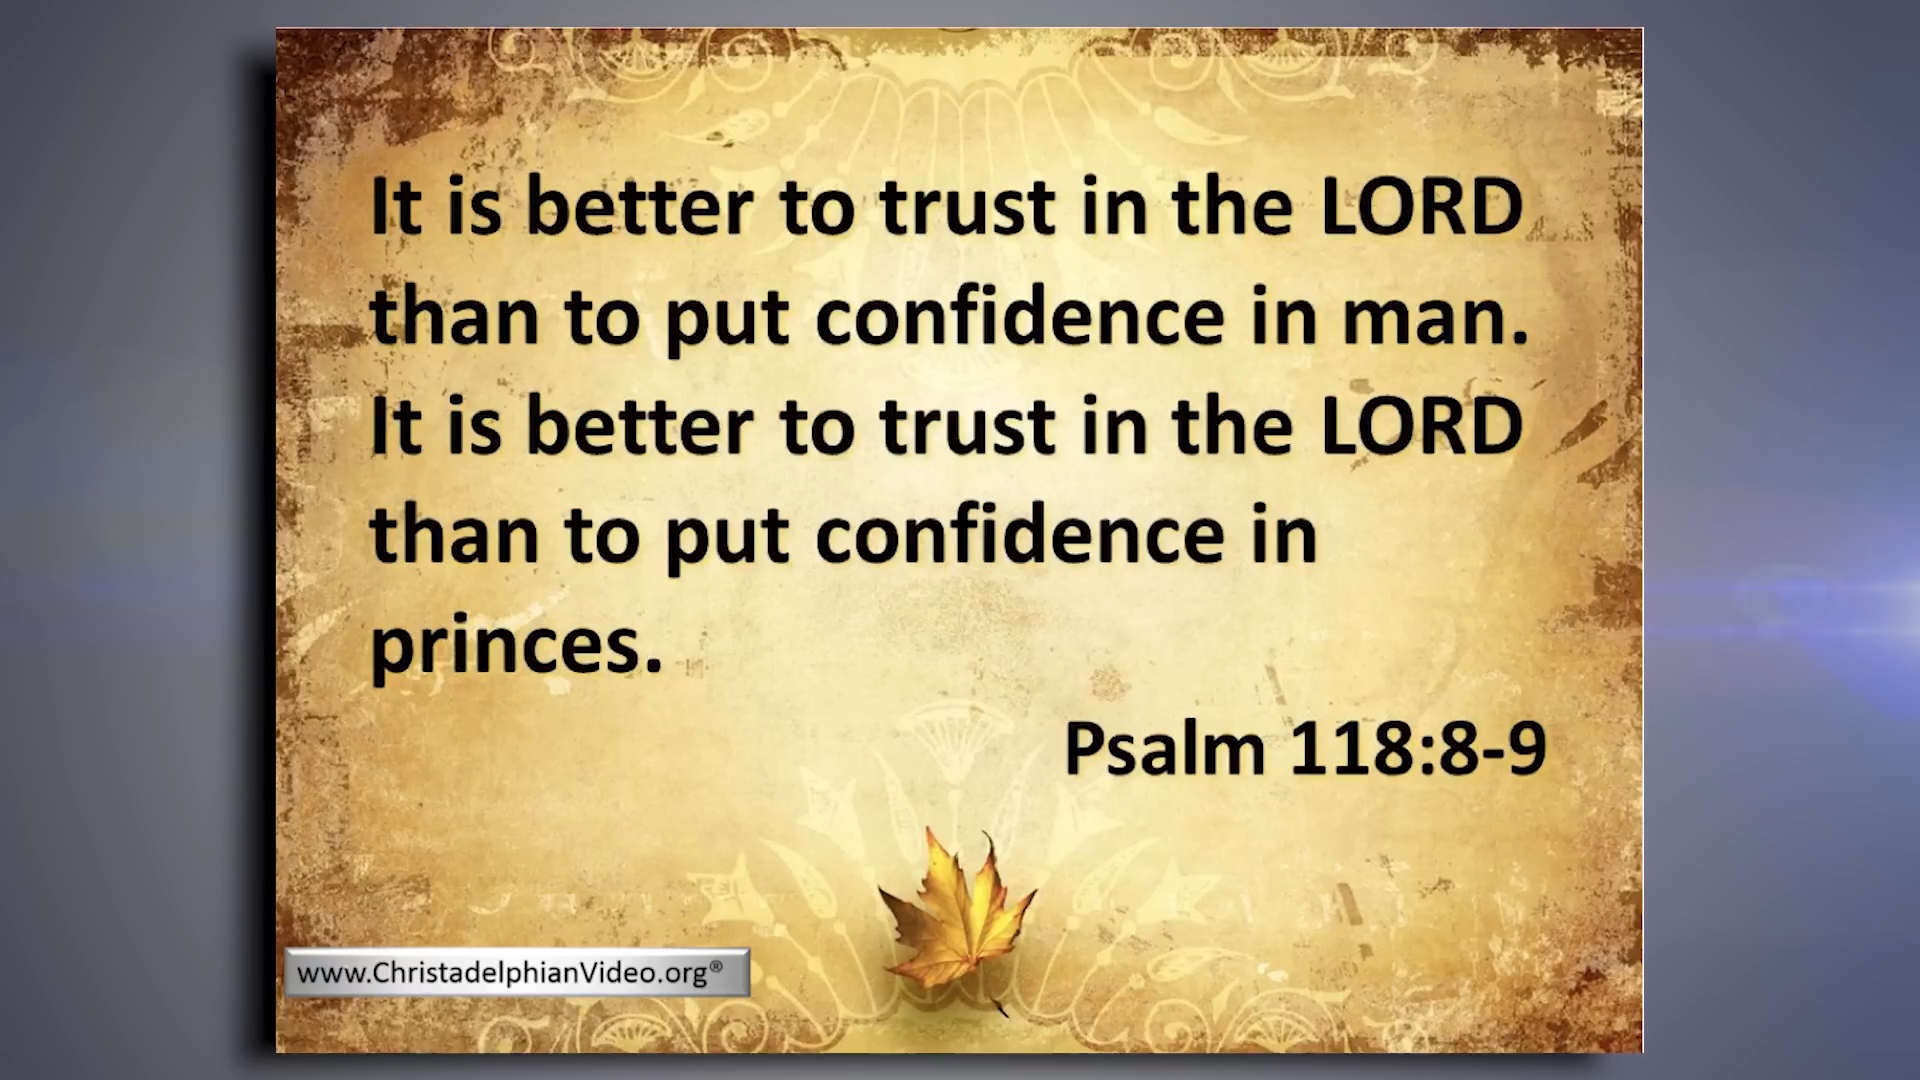 It is better to trust in the LORD
than to put confidence in man.
It is better to trust in the LORD
than to put confidence in
princes.
Psalm 118:8-9
www.ChristadelphianVideo.org®